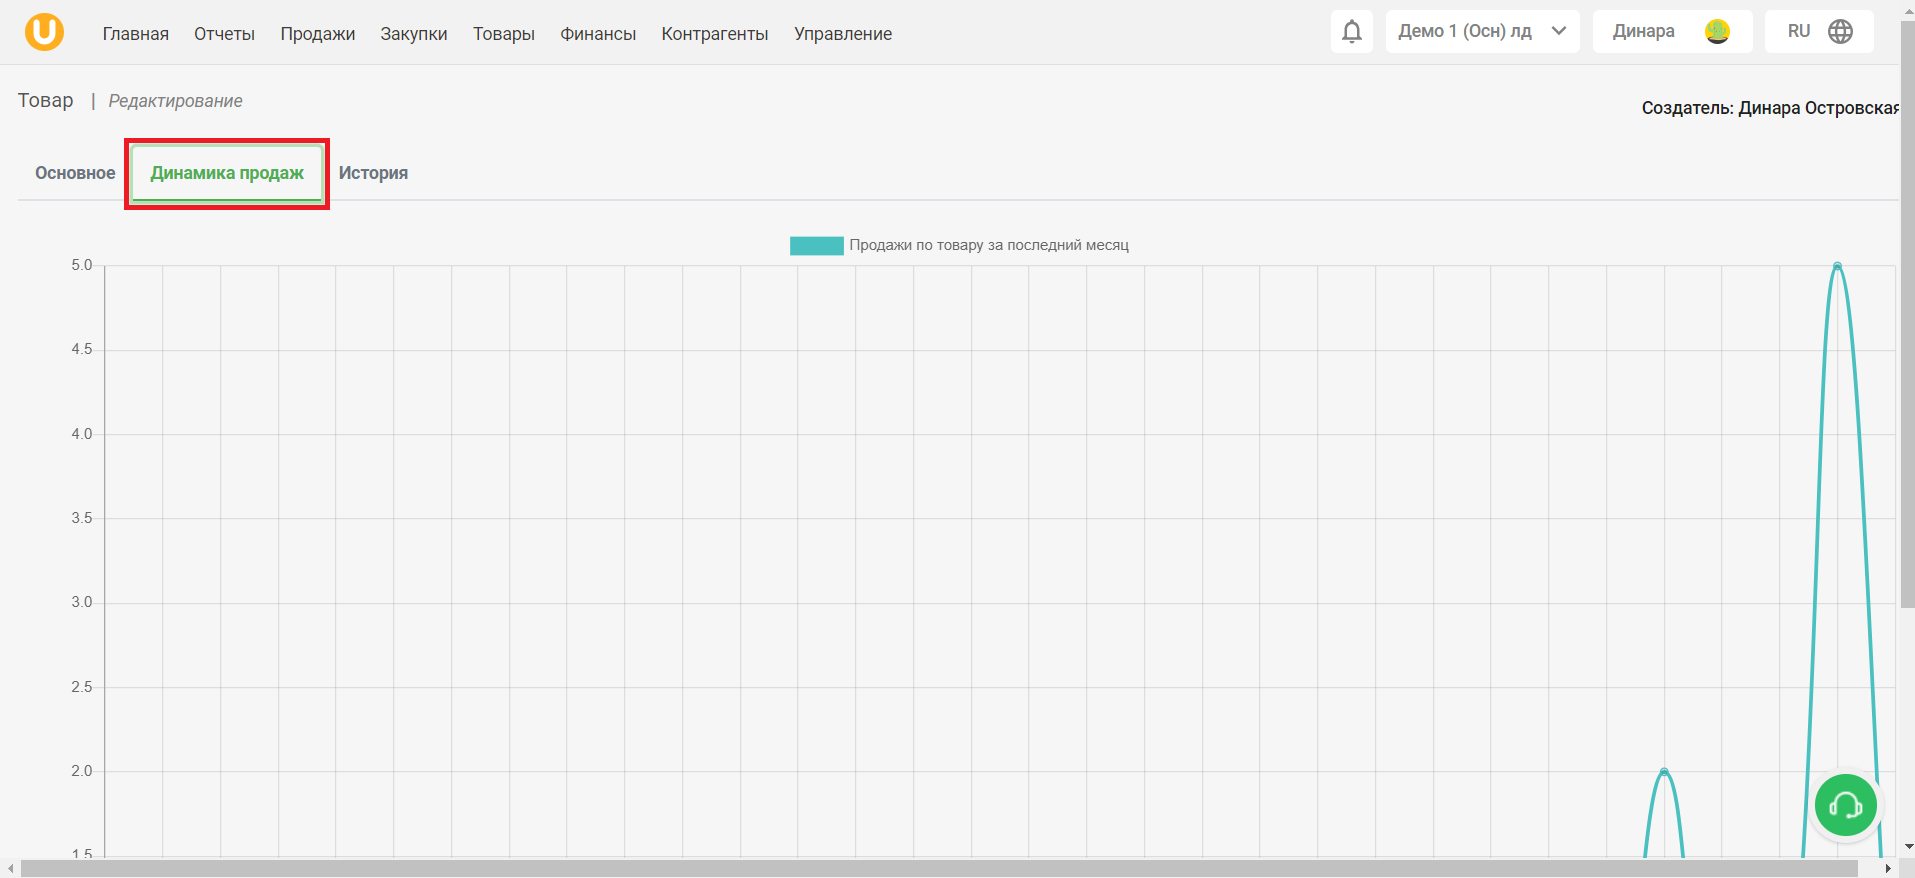 Главная Отчеты Продажи Закупки Товары Финансы Контрагенты Управление Демо 1 (Осн) лд Динара RU
Товар | Редактирование
Создатель: Динара Островская
Основное Динамика продаж История
Продажи по товару за последний месяц
5.0
4.5
4.0
3.5
3.0
2.5
2.0
1.5